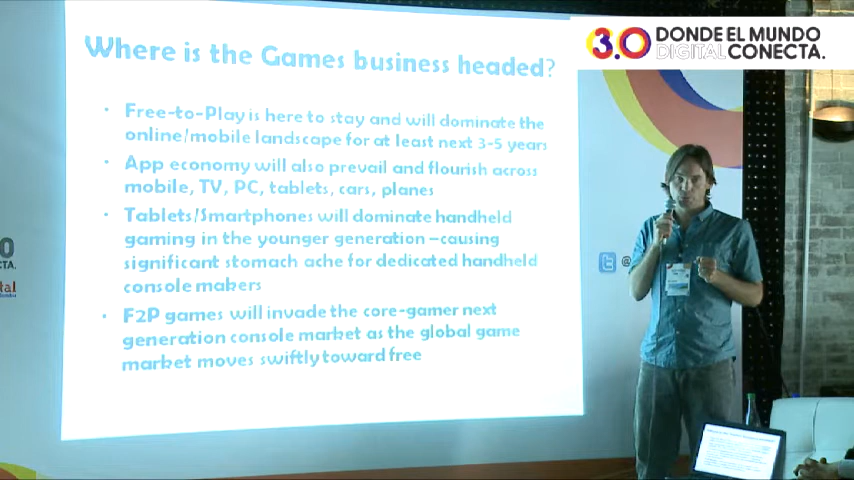 Where is the Games business headed?
3.0 DONDE EL MUNDO
DIGITAL CONECTA.
• Free-to-Play is here to stay and will dominate the
online/mobile landscape for at least next 3-5 years
• App economy will also prevail and flourish across
mobile, TV, PC, tablets, cars, planes
• Tablets/Smartphones will dominate handheld
gaming in the younger generation –causing
significant stomach ache for dedicated handheld
console makers
• F2P games will invade the core-gamer next
generation console market as the global game
market moves swiftly toward free
@